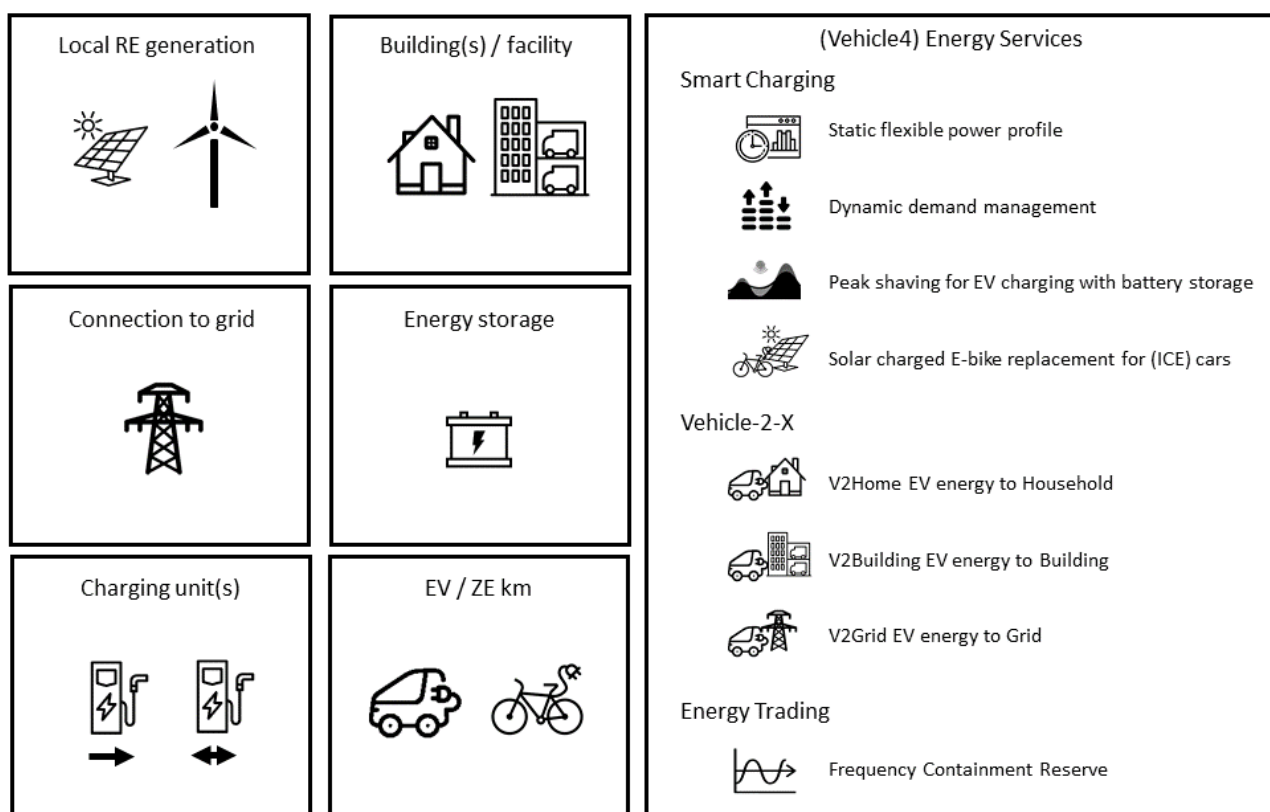 Local RE generation
Building(s) / facility
Connection to grid
Energy storage
Charging unit(s)
EV / ZE km
(Vehicle4) Energy Services
Smart Charging
Static flexible power profile
Dynamic demand management
Peak shaving for EV charging with battery storage
Solar charged E-bike replacement for (ICE) cars
Vehicle-2-X
V2Home EV energy to Household
V2Building EV energy to Building
V2Grid EV energy to Grid
Energy Trading
Frequency Containment Reserve